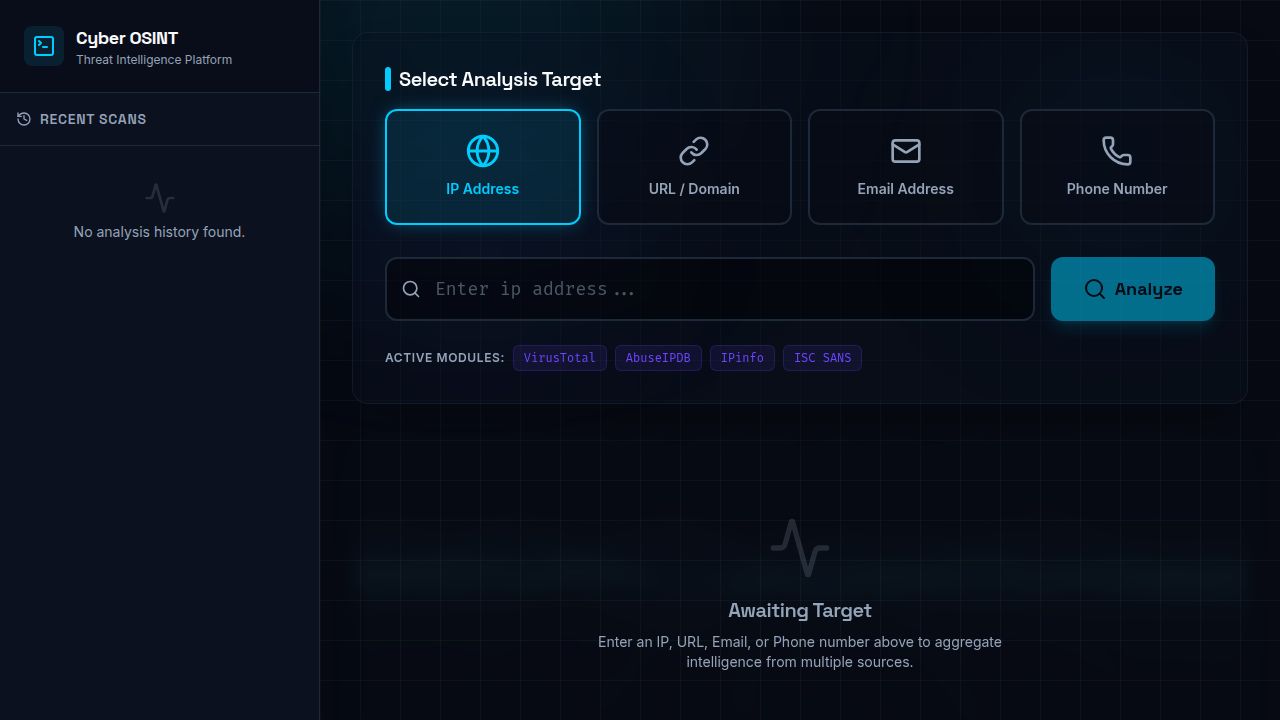 Cyber OSINT
Threat Intelligence Platform
RECENT SCANS
No analysis history found.
Select Analysis Target
IP Address
URL / Domain
Email Address
Phone Number
Enter ip address...
Analyze
ACTIVE MODULES: VirusTotal AbuseIPDB IPinfo ISC SANS
Awaiting Target
Enter an IP, URL, Email, or Phone number above to aggregate
intelligence from multiple sources.